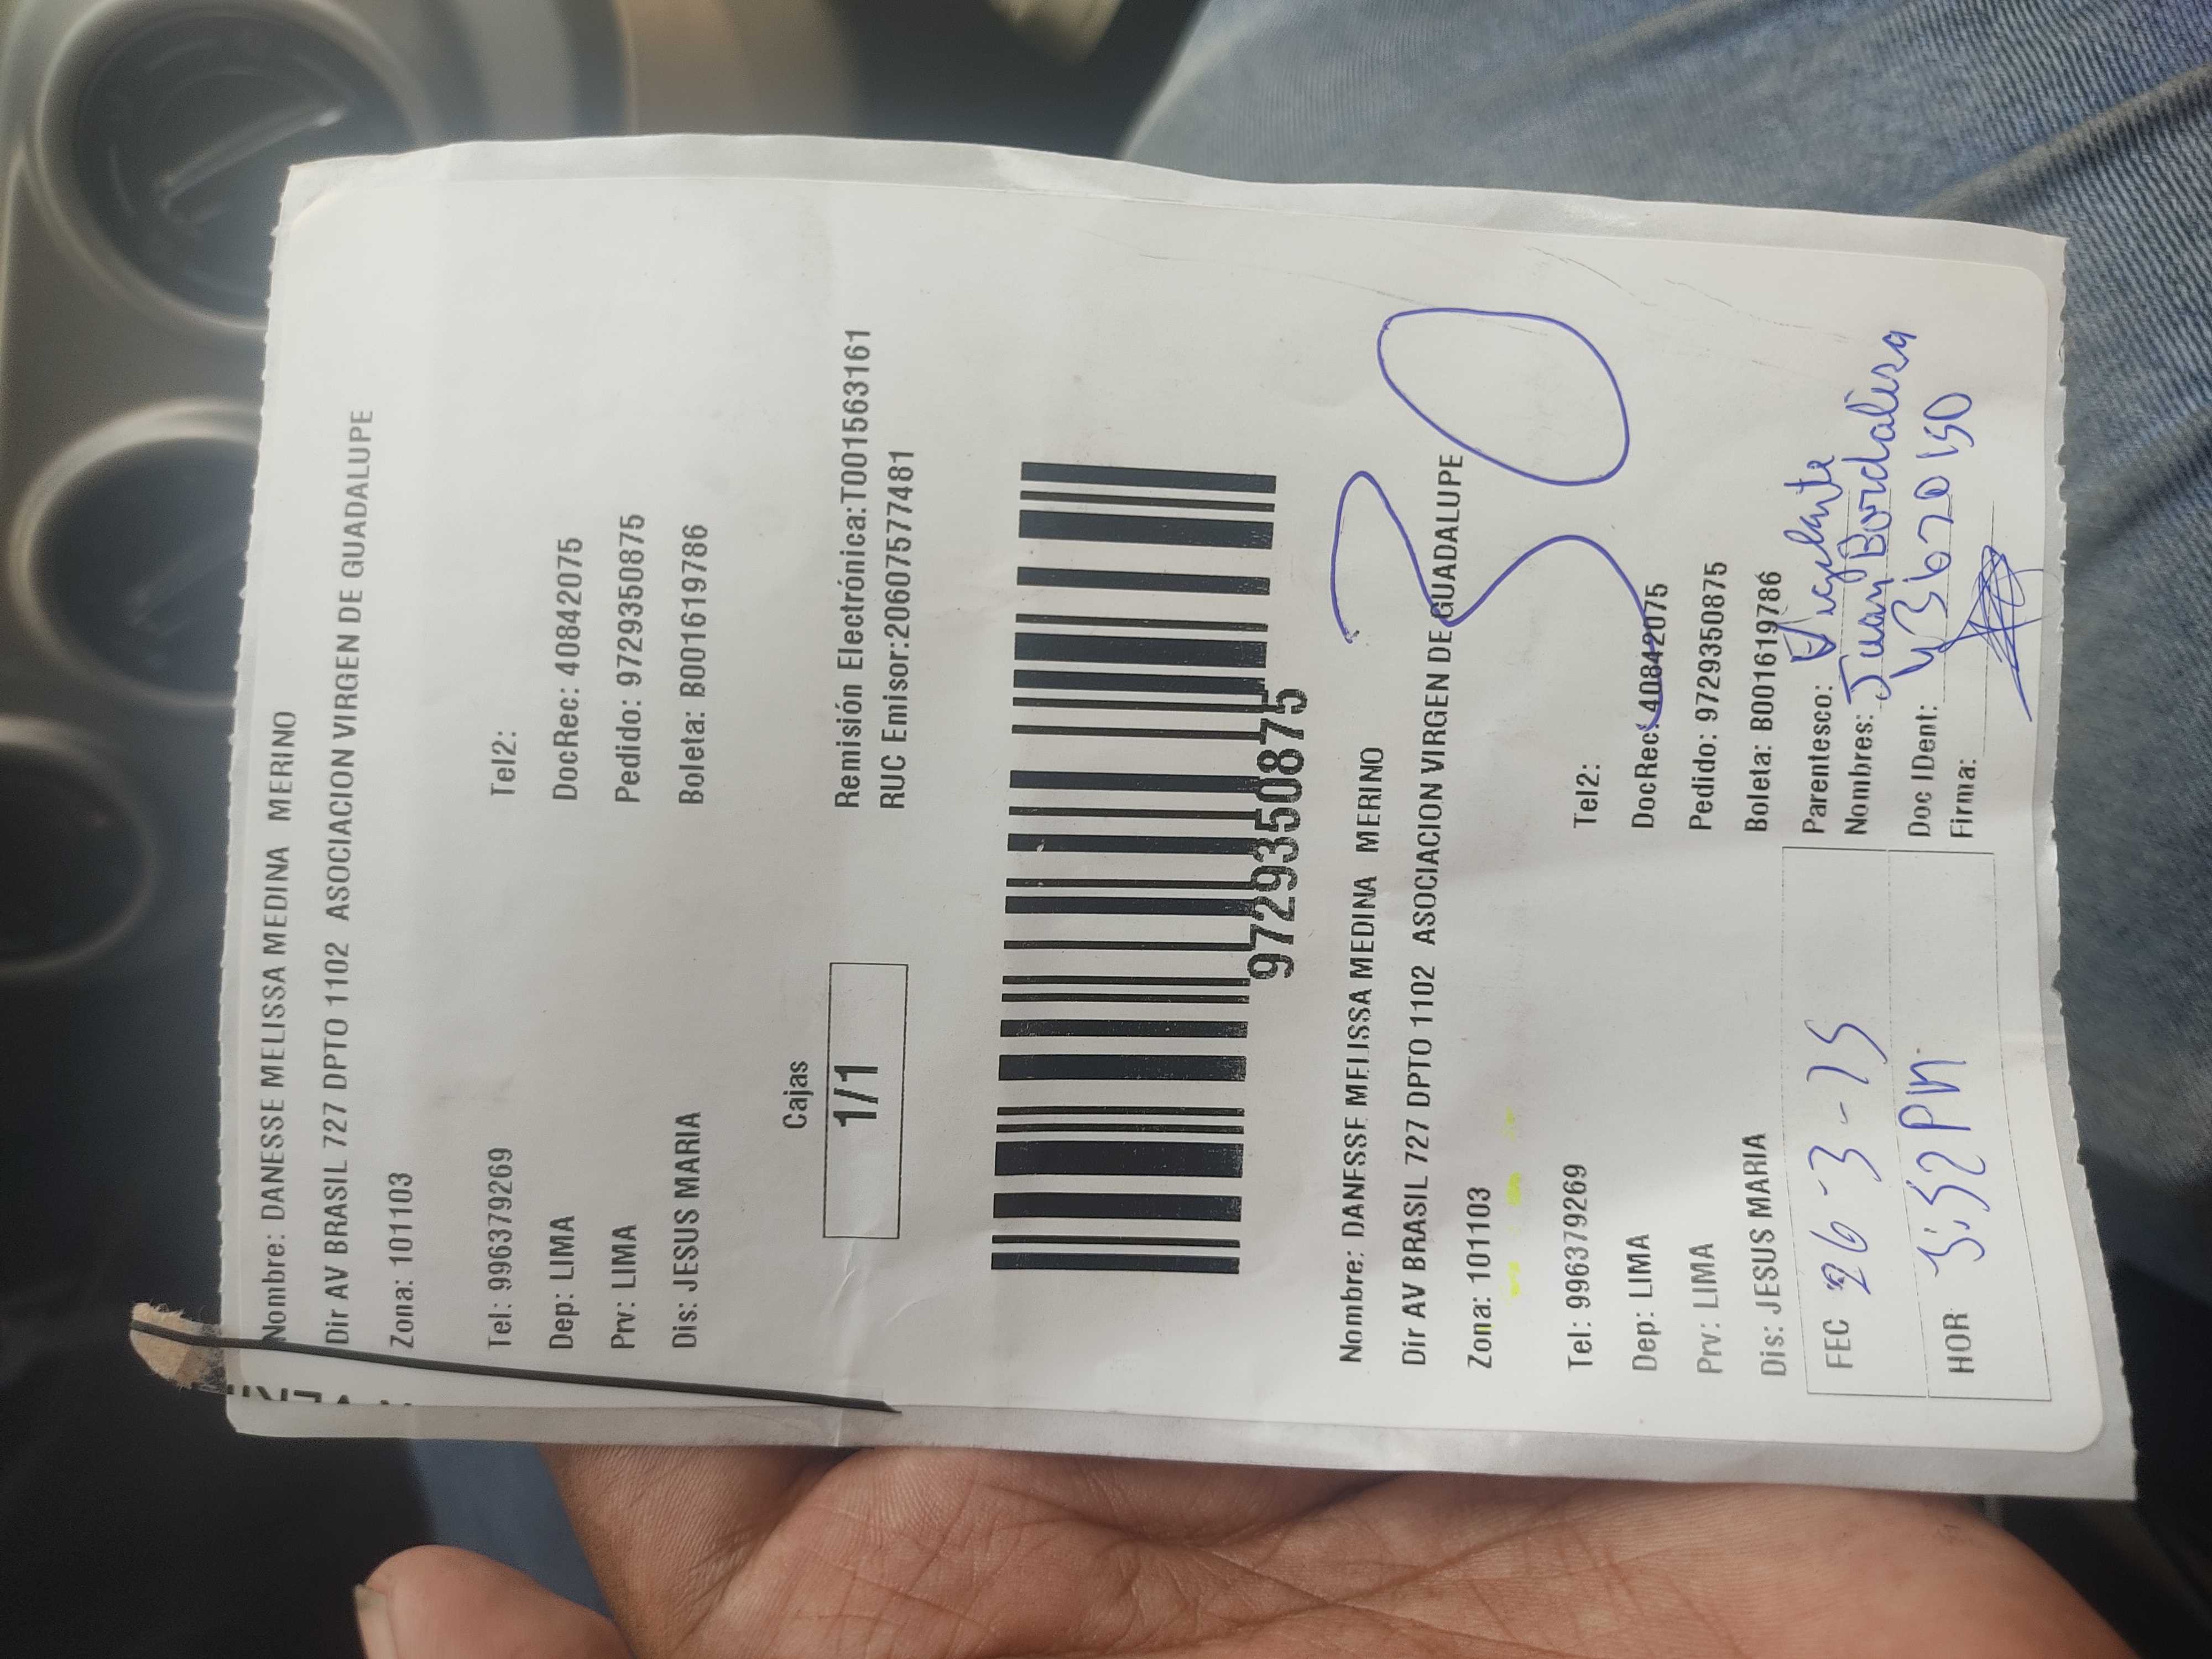 Nombre: DANESSE MELISSA MEDINA MERINO
Dir AV BRASIL 727 DPTO 1102 ASOCIACION VIRGEN DE GUADALUPE
Zona: 101103
Tel: 996379269 Tel2:
Dep: LIMA DocRec: 40842075
Prv: LIMA Pedido: 9729350875
Dis: JESUS MARIA Boleta: B001619786
Cajas
1/1
Remisión Electrónica:T001563161
RUC Emisor:20607577481
9729350875
30
Nombre: DANESSE MELISSA MEDINA MERINO
Dir AV BRASIL 727 DPTO 1102 ASOCIACION VIRGEN DE GUADALUPE
Zona: 101103
Tel: 996379269 Tel2:
Dep: LIMA DocRec: 40842075
Prv: LIMA Pedido: 9729350875
Dis: JESUS MARIA Boleta: B001619786
FEC 26-3-25 Parentesco: Vigilante
Nombres: Juan
HOR 3:52 PM Doc IDent: 43620150
Firma: